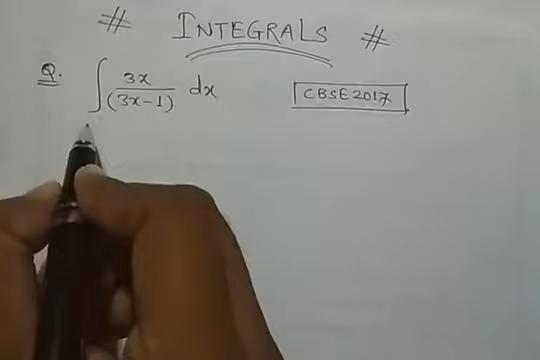 # INTEGRALS #
Q. ∫ 3x/(3x-1) dx
CBSE 2017